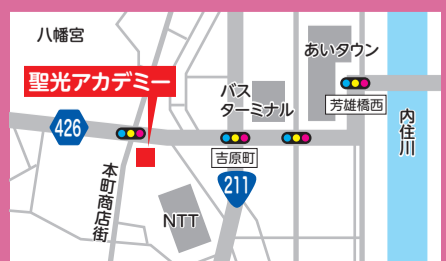 八幡宮
あいタウン
聖光アカデミー
バス
ターミナル
芳雄橋西
426
内住川
吉原町
本町商店街
211
NTT